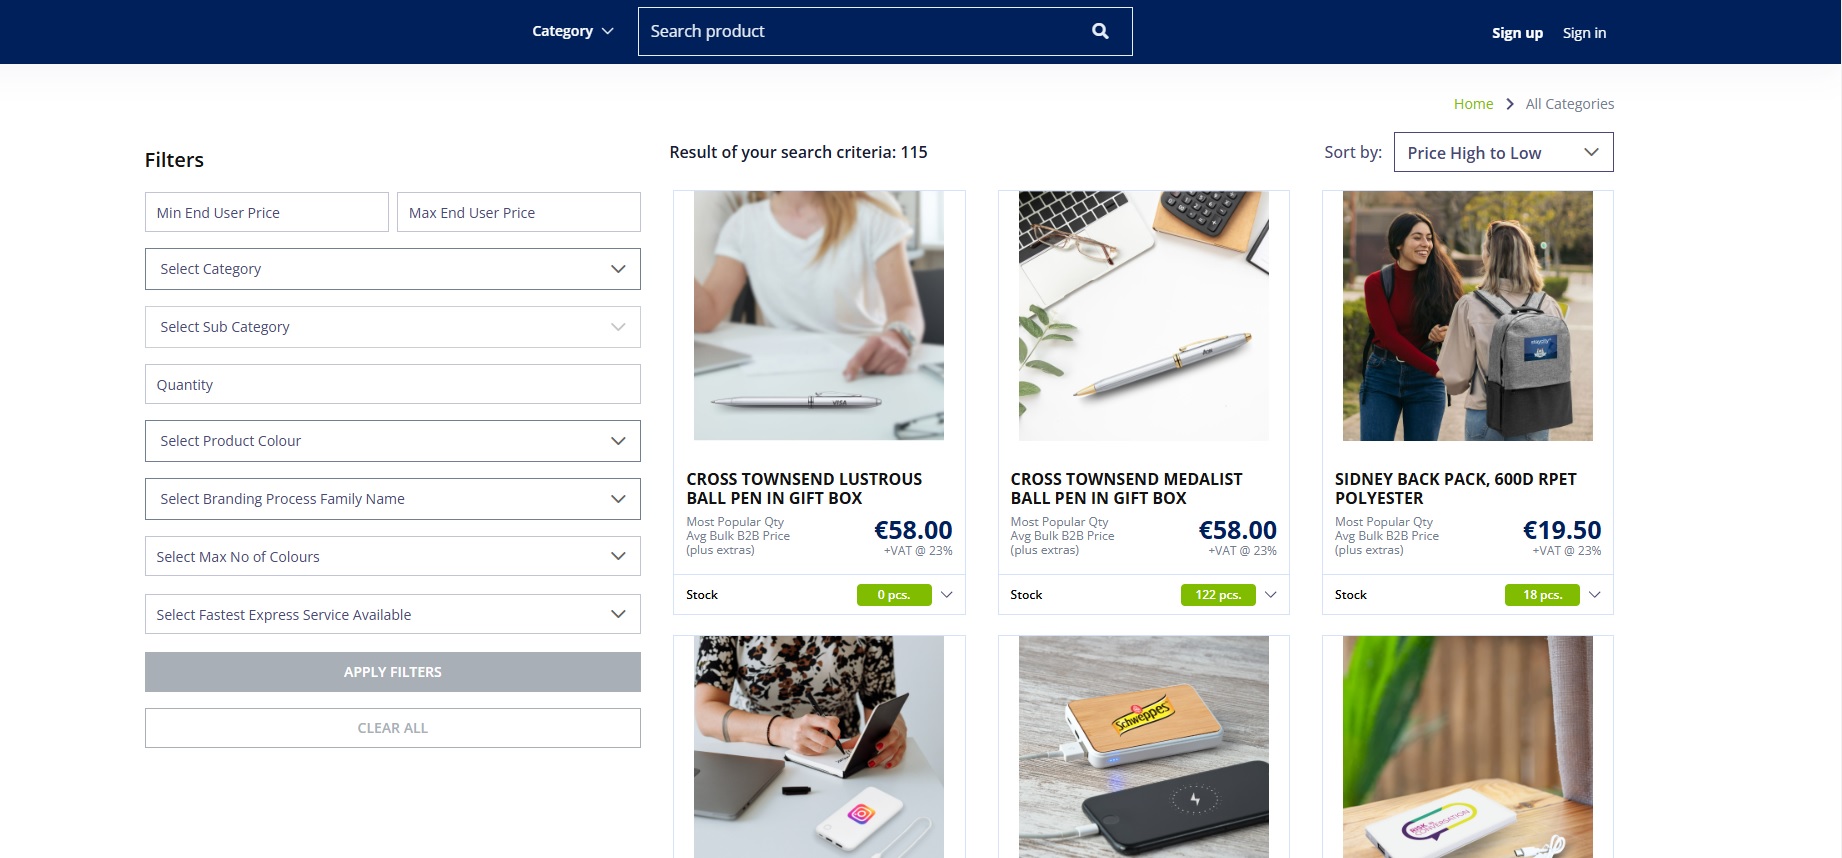 Category
Search product
Sign up
Sign in
Home
All Categories
Filters
Result of your search criteria: 115
Sort by:
Price High to Low
Min End User Price
Max End User Price
Select Category
Select Sub Category
Quantity
Select Product Colour
Select Branding Process Family Name
Select Max No of Colours
Select Fastest Express Service Available
APPLY FILTERS
CLEAR ALL
VISA
CROSS TOWNSEND LUSTROUS
BALL PEN IN GIFT BOX
Most Popular Qty
Avg Bulk B2B Price
(plus extras)
€58.00
+VAT @ 23%
Stock
0 pcs.
CROSS TOWNSEND MEDALIST
BALL PEN IN GIFT BOX
Most Popular Qty
Avg Bulk B2B Price
(plus extras)
€58.00
+VAT @ 23%
Stock
122 pcs.
SIDNEY BACK PACK, 600D RPET
POLYESTER
Most Popular Qty
Avg Bulk B2B Price
(plus extras)
€19.50
+VAT @ 23%
Stock
18 pcs.
Schweppes
CONVERSATION